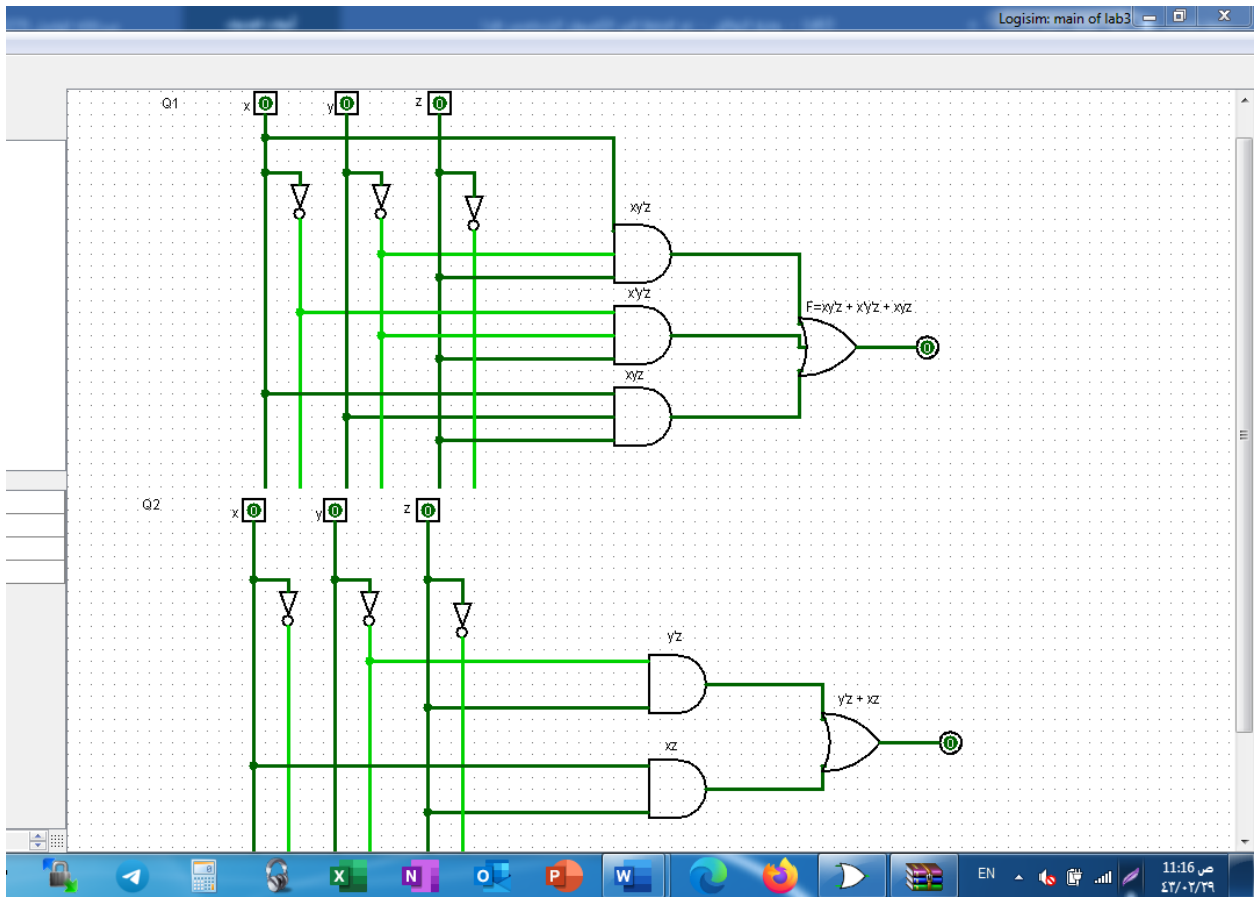 Logisim: main of lab3
Q1
x 0 y 0 z 0
xy'z
x'y'z
F=xy'z + x'y'z + xyz
0
xyz
Q2
x 0 y 0 z 0
y'z
y'z + xz
0
xz
EN
11:16 ص
٤٣/٠٢/٢٩